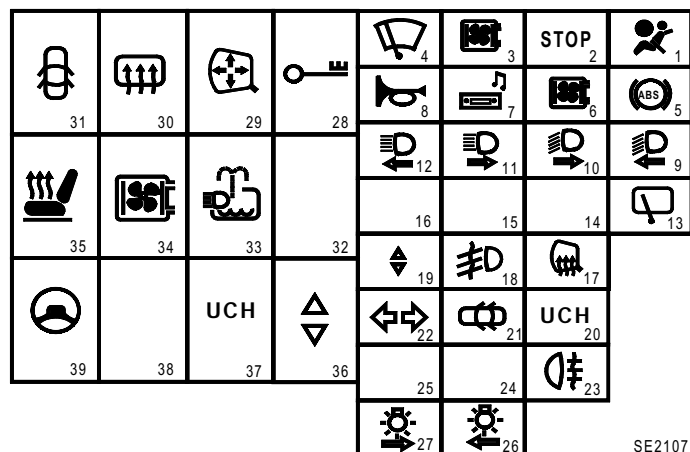 4 3 STOP 2 1
31 30 29 28 8 7 6 ABS 5
12 11 10 9
35 34 33 32 16 15 14 13
19 18 17
39 38 UCH 37 36 22 21 UCH 20
25 24 23
27 26 SE2107